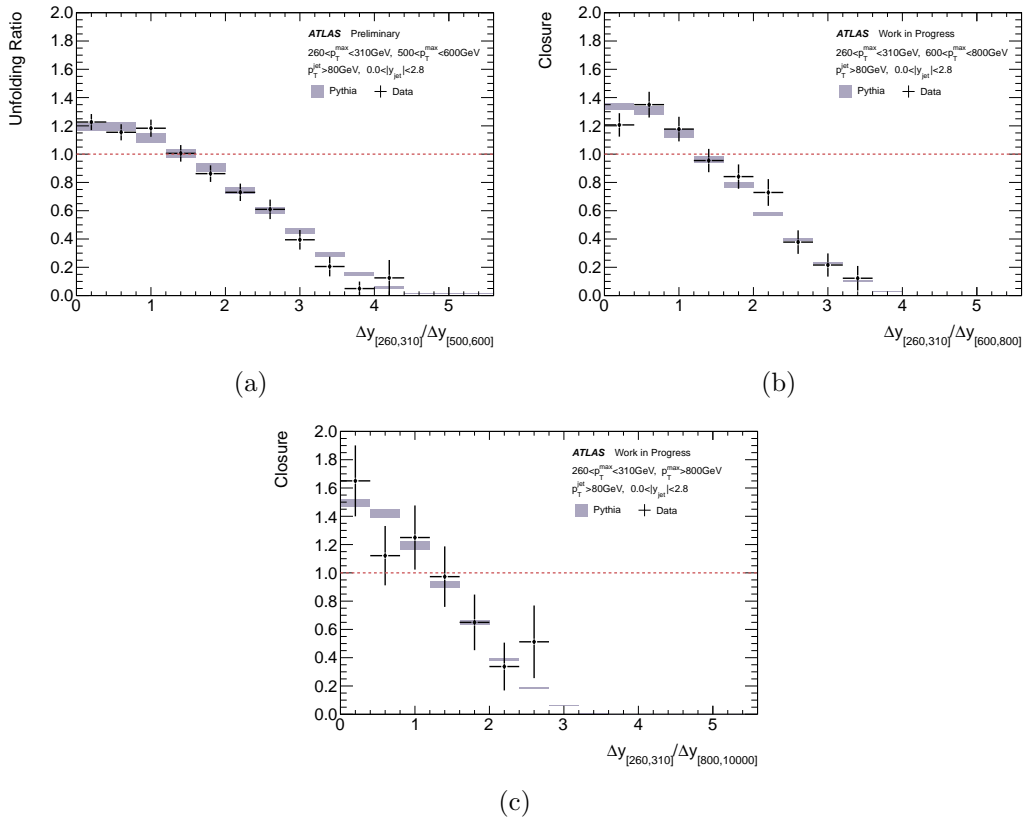 Unfolding Ratio
2.0
1.8
1.6
1.4
1.2
1.0
0.8
0.6
0.4
0.2
0.0
0 1 2 3 4 5
ATLAS Preliminary
260<p_T^max<310GeV, 500<p_T^max<600GeV
p_T^jet>80GeV, 0.0<|y_jet|<2.8
Pythia Data
Δy_[260,310]/Δy_[500,600]
(a)
Closure
2.0
1.8
1.6
1.4
1.2
1.0
0.8
0.6
0.4
0.2
0.0
0 1 2 3 4 5
ATLAS Work in Progress
260<p_T^max<310GeV, 600<p_T^max<800GeV
p_T^jet>80GeV, 0.0<|y_jet|<2.8
Pythia Data
Δy_[260,310]/Δy_[600,800]
(b)
Closure
2.0
1.8
1.6
1.4
1.2
1.0
0.8
0.6
0.4
0.2
0.0
0 1 2 3 4 5
ATLAS Work in Progress
260<p_T^max<310GeV, p_T^max>800GeV
p_T^jet>80GeV, 0.0<|y_jet|<2.8
Pythia Data
Δy_[260,310]/Δy_[800,10000]
(c)